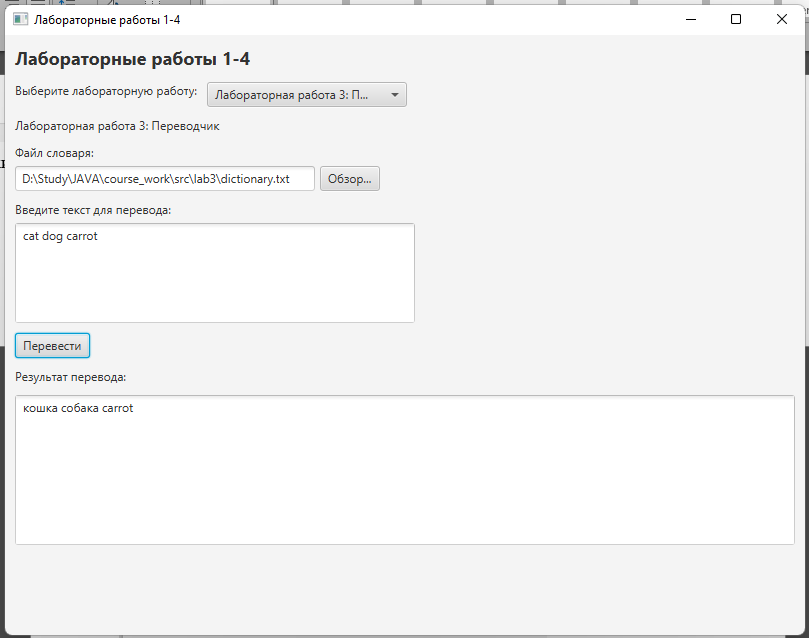 Лабораторные работы 1-4
Лабораторные работы 1-4
Выберите лабораторную работу: Лабораторная работа 3: П...
Лабораторная работа 3: Переводчик
Файл словаря:
D:\Study\JAVA\course_work\src\lab3\dictionary.txt Обзор...
Введите текст для перевода:
cat dog carrot
Перевести
Результат перевода:
кошка собака carrot